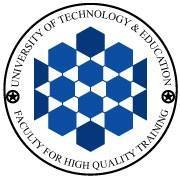 UNIVERSITY OF TECHNOLOGY & EDUCATION
FACULTY FOR HIGH QUALITY TRAINING